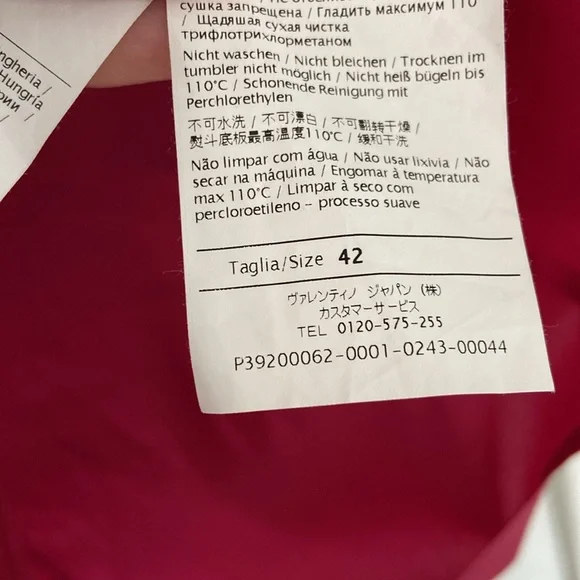 ngheria /
Hungría
рии /
сушка запрещена / Гладить максимум 110
/ Щадяшая сухая чистка
трифлотрихлорметаном
Nicht waschen / Nicht bleichen / Trocknen im
tumbler nicht möglich / Nicht heiß bügeln bis
110°C / Schonende Reinigung mit
Perchlorethylen
不可水洗 / 不可漂白 / 不可翻转干燥 /
熨斗底板最高温度110°C / 缓和干洗
Não limpar com água / Não usar lixivia / Não
secar na máquina / Engomar à temperatura
max 110°C / Limpar à seco com
percloroetileno - processo suave
Taglia/Size 42
ヴァレンティノ ジャパン (株)
カスタマーサービス
TEL 0120-575-255
P39200062-0001-0243-00044